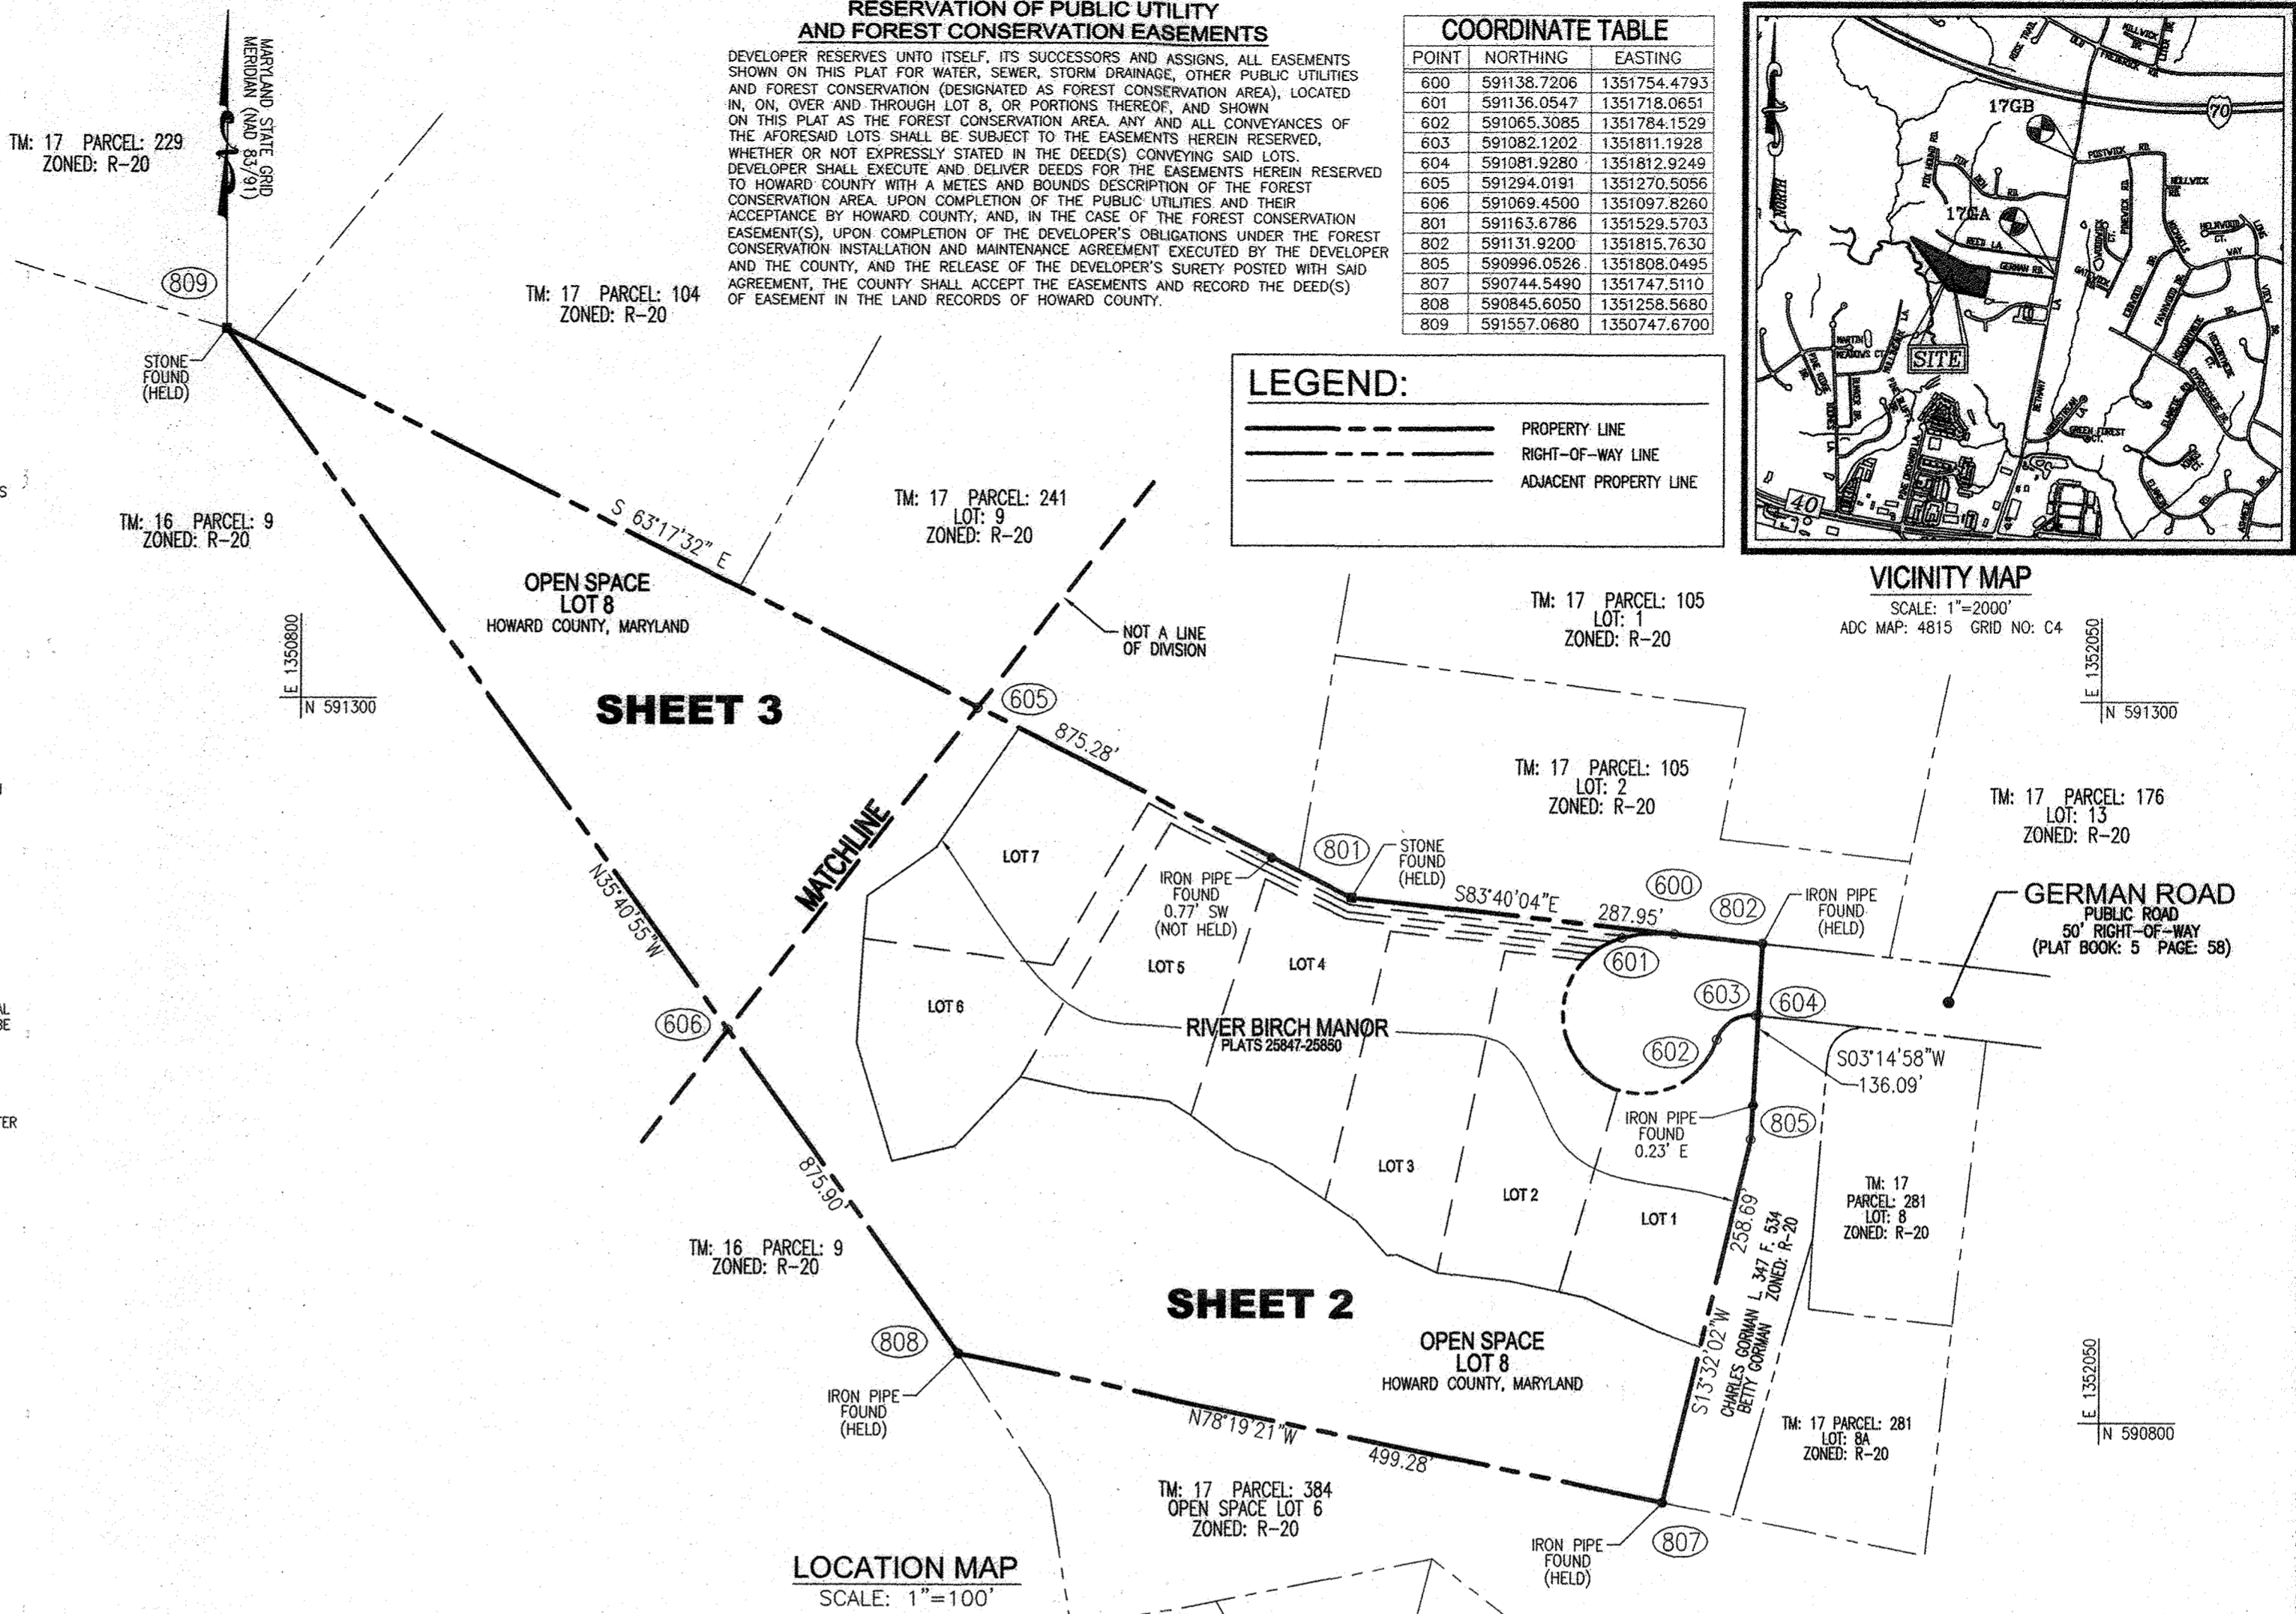 RESERVATION OF PUBLIC UTILITY
AND FOREST CONSERVATION EASEMENTS
DEVELOPER RESERVES UNTO ITSELF, ITS SUCCESSORS AND ASSIGNS, ALL EASEMENTS
SHOWN ON THIS PLAT FOR WATER, SEWER, STORM DRAINAGE, OTHER PUBLIC UTILITIES
AND FOREST CONSERVATION (DESIGNATED AS FOREST CONSERVATION AREA), LOCATED
IN, ON, OVER AND THROUGH LOT 8, OR PORTIONS THEREOF, AND SHOWN
ON THIS PLAT AS THE FOREST CONSERVATION AREA. ANY AND ALL CONVEYANCES OF
THE AFORESAID LOTS SHALL BE SUBJECT TO THE EASEMENTS HEREIN RESERVED,
WHETHER OR NOT EXPRESSLY STATED IN THE DEED(S) CONVEYING SAID LOTS.
DEVELOPER SHALL EXECUTE AND DELIVER DEEDS FOR THE EASEMENTS HEREIN RESERVED
TO HOWARD COUNTY WITH A METES AND BOUNDS DESCRIPTION OF THE FOREST
CONSERVATION AREA. UPON COMPLETION OF THE PUBLIC UTILITIES AND THEIR
ACCEPTANCE BY HOWARD COUNTY, AND, IN THE CASE OF THE FOREST CONSERVATION
EASEMENT(S), UPON COMPLETION OF THE DEVELOPER'S OBLIGATIONS UNDER THE FOREST
CONSERVATION INSTALLATION AND MAINTENANCE AGREEMENT EXECUTED BY THE DEVELOPER
AND THE COUNTY, AND THE RELEASE OF THE DEVELOPER'S SURETY POSTED WITH SAID
AGREEMENT, THE COUNTY SHALL ACCEPT THE EASEMENTS AND RECORD THE DEED(S)
OF EASEMENT IN THE LAND RECORDS OF HOWARD COUNTY.
COORDINATE TABLE
POINT NORTHING EASTING
600 591138.7206 1351754.4793
601 591136.0547 1351718.0651
602 591065.3085 1351784.1529
603 591082.1202 1351811.1928
604 591081.9280 1351812.9249
605 591294.0191 1351270.5056
606 591069.4500 1351097.8260
801 591163.6786 1351529.5703
802 591131.9200 1351815.7630
805 590996.0526 1351808.0495
807 590744.5490 1351747.5110
808 590845.6050 1351258.5680
809 591557.0680 1350747.6700
LEGEND:
PROPERTY LINE
RIGHT-OF-WAY LINE
ADJACENT PROPERTY LINE
NORTH
17GB
17GA
70
40
SITE
POSTWICK RD.
REED LA.
GERMAN RD.
BETHANY
LA.
VICINITY MAP
SCALE: 1"=2000'
ADC MAP: 4815 GRID NO: C4
MARYLAND STATE GRID
MERIDIAN (NAD 83/91)
TM: 17 PARCEL: 229
ZONED: R-20
809
STONE
FOUND
(HELD)
TM: 17 PARCEL: 104
ZONED: R-20
TM: 16 PARCEL: 9
ZONED: R-20
S 63°17'32" E
OPEN SPACE
LOT 8
HOWARD COUNTY, MARYLAND
TM: 17 PARCEL: 241
LOT: 9
ZONED: R-20
NOT A LINE
OF DIVISION
E 1350800
N 591300
SHEET 3
605
875.28'
TM: 17 PARCEL: 105
LOT: 1
ZONED: R-20
E 1352050
N 591300
TM: 17 PARCEL: 105
LOT: 2
ZONED: R-20
TM: 17 PARCEL: 176
LOT: 13
ZONED: R-20
MATCHLINE
N35°40'55"W
LOT 7
IRON PIPE
FOUND
0.77' SW
(NOT HELD)
801
STONE
FOUND
(HELD)
S83°40'04"E
287.95'
600
802
IRON PIPE
FOUND
(HELD)
GERMAN ROAD
PUBLIC ROAD
50' RIGHT-OF-WAY
(PLAT BOOK: 5 PAGE: 58)
601
LOT 5
LOT 4
LOT 6
603
604
606
RIVER BIRCH MANOR
PLATS 25847-25850
602
S03°14'58"W
136.09'
IRON PIPE
FOUND
0.23' E
805
LOT 3
LOT 2
LOT 1
875.90'
TM: 16 PARCEL: 9
ZONED: R-20
258.69'
S13°32'02"W
CHARLES GORMAN L. 347 F. 534
BETTY GORMAN ZONED: R-20
TM: 17
PARCEL: 281
LOT: 8
ZONED: R-20
SHEET 2
808
IRON PIPE
FOUND
(HELD)
OPEN SPACE
LOT 8
HOWARD COUNTY, MARYLAND
E 1352050
N 590800
N78°19'21"W
499.28'
TM: 17 PARCEL: 281
LOT: 8A
ZONED: R-20
TM: 17 PARCEL: 384
OPEN SPACE LOT 6
ZONED: R-20
IRON PIPE
FOUND
(HELD)
807
LOCATION MAP
SCALE: 1"=100'